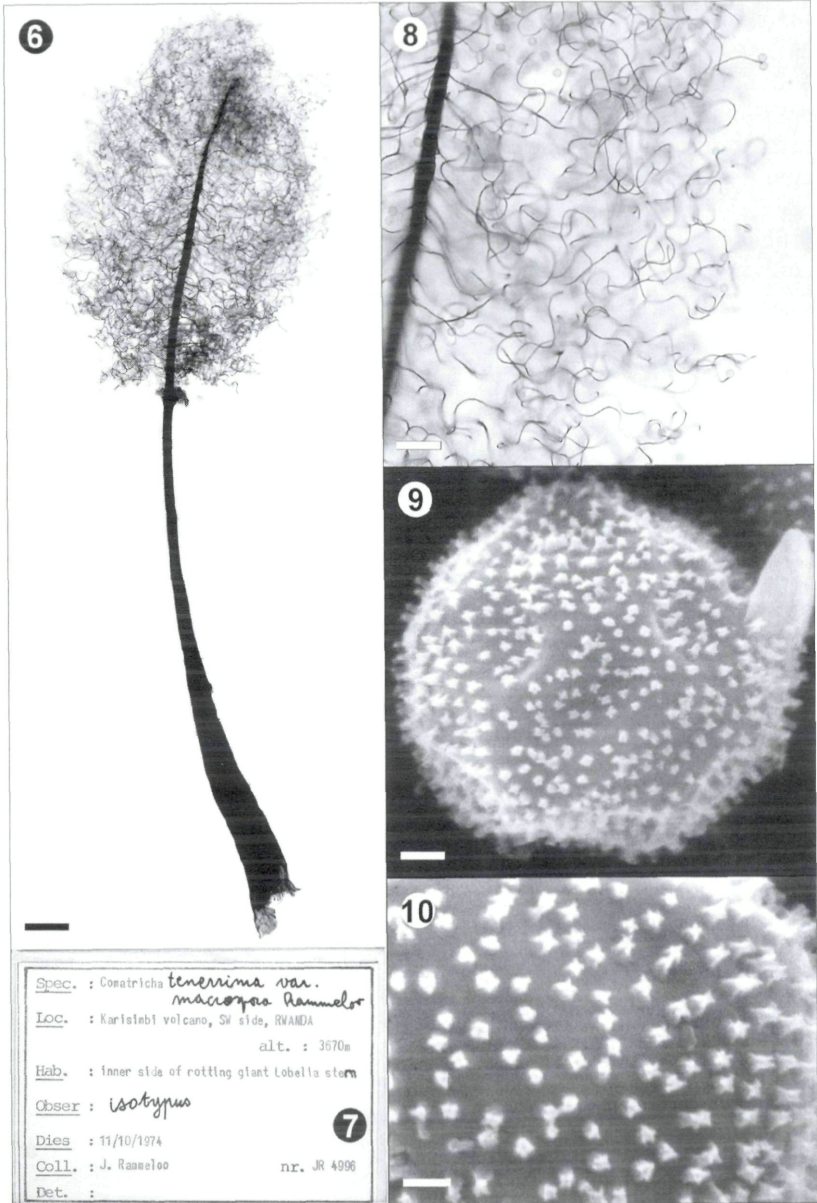 6
8
9
10
Spec. : Comatricha tenerrima var.
macrospora Rammeloo
Loc. : Karisimbi volcano, SW side, RWANDA
alt. : 3670m
Hab. : inner side of rotting giant Lobelia stem
Obser : isotypus
7
Dies : 11/10/1974
Coll. : J. Rammeloo nr. JR 4996
Det. :